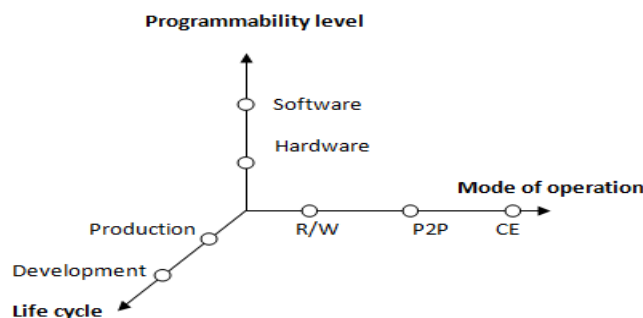 Programmability level
Software
Hardware
Mode of operation
R/W
P2P
CE
Production
Development
Life cycle